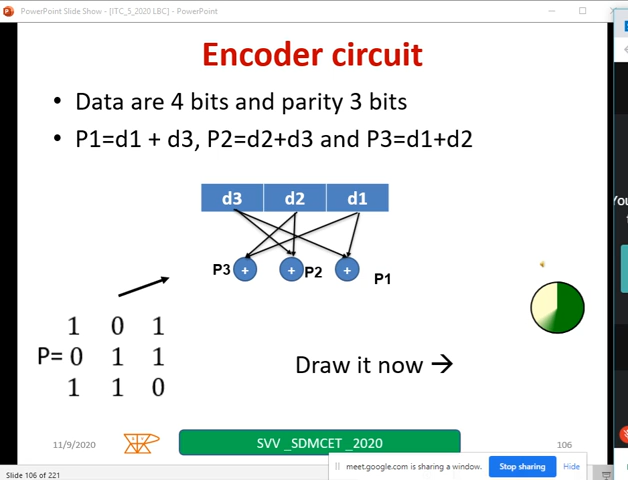 PowerPoint Slide Show - [ITC_5_2020 LBC] - PowerPoint
Encoder circuit
• Data are 4 bits and parity 3 bits
• P1=d1 + d3, P2=d2+d3 and P3=d1+d2
d3 d2 d1
P3 + + P2 + P1
1 0 1
P= 0 1 1
1 1 0
Draw it now →
11/9/2020
SVV _SDMCET _2020
106
meet.google.com is sharing a window. Stop sharing Hide
Slide 106 of 221